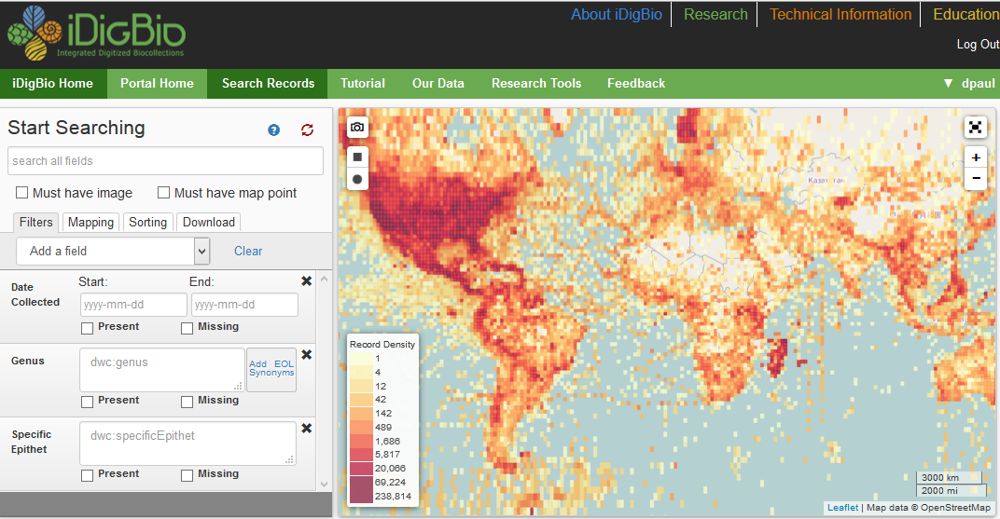 iDigBio
Integrated Digitized Biocollections
About iDigBio
Research
Technical Information
Education
Log Out
iDigBio Home
Portal Home
Search Records
Tutorial
Our Data
Research Tools
Feedback
▼ dpaul
Start Searching
?
search all fields
Must have image
Must have map point
Filters
Mapping
Sorting
Download
Add a field
Clear
Date
Collected
Start:
End:
yyyy-mm-dd
yyyy-mm-dd
Present
Missing
Genus
dwc:genus
Add EOL
Synonyms
Present
Missing
Specific
Epithet
dwc:specificEpithet
Present
Missing
+
−
Казахстан
Record Density
1
4
12
42
142
489
1,686
5,817
20,066
69,224
238,814
3000 km
2000 mi
Leaflet | Map data © OpenStreetMap